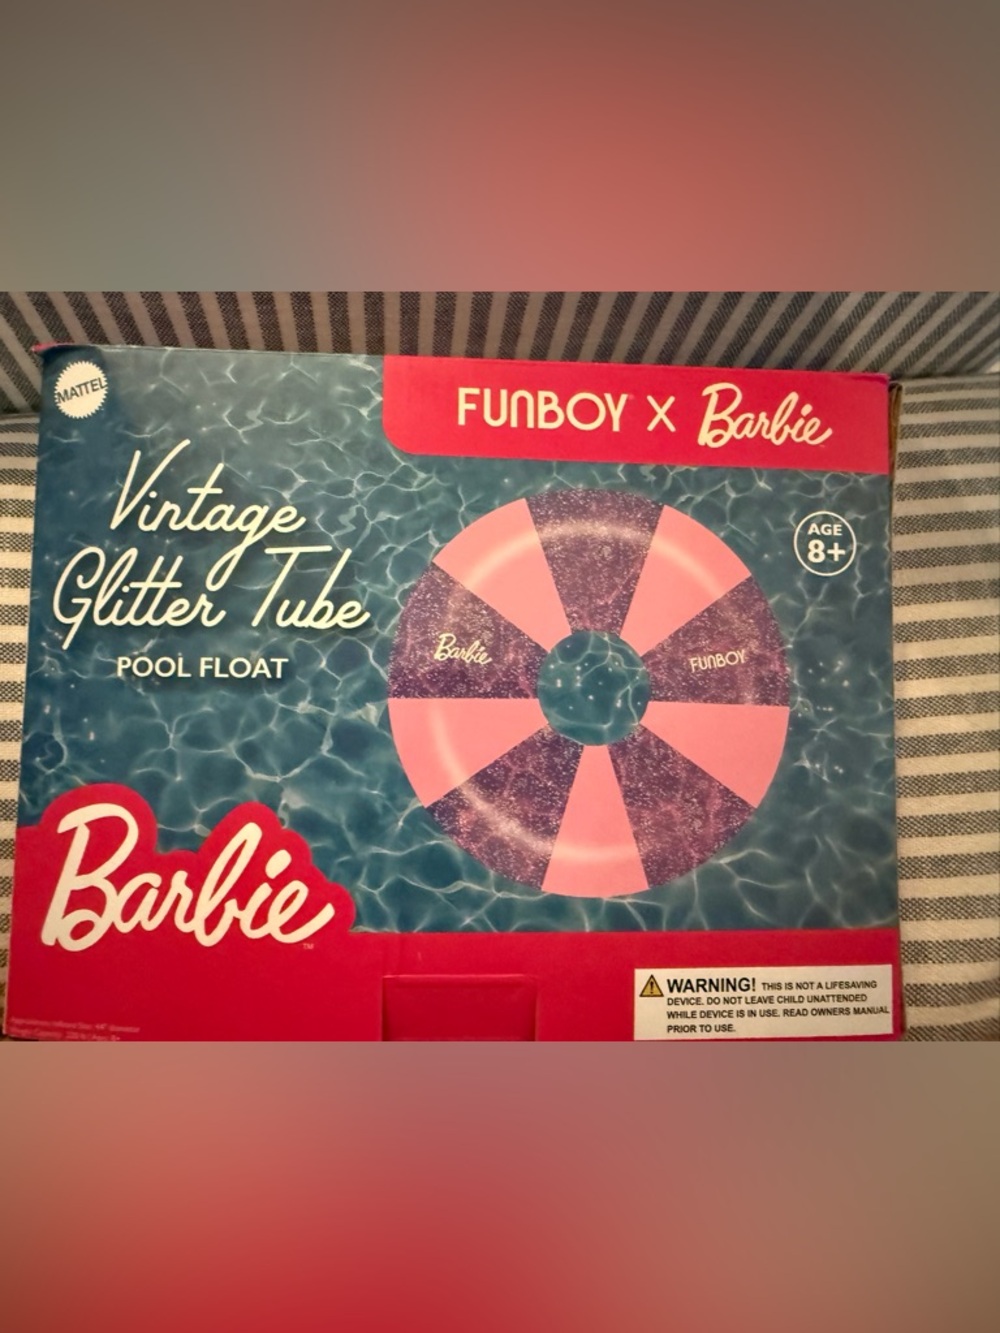 MATTEL
FUNBOY X Barbie
Vintage
Glitter Tube
POOL FLOAT
AGE
8+
Barbie
FUNBOY
Barbie
TM
WARNING! THIS IS NOT A LIFESAVING
DEVICE. DO NOT LEAVE CHILD UNATTENDED
WHILE DEVICE IS IN USE. READ OWNERS MANUAL
PRIOR TO USE.